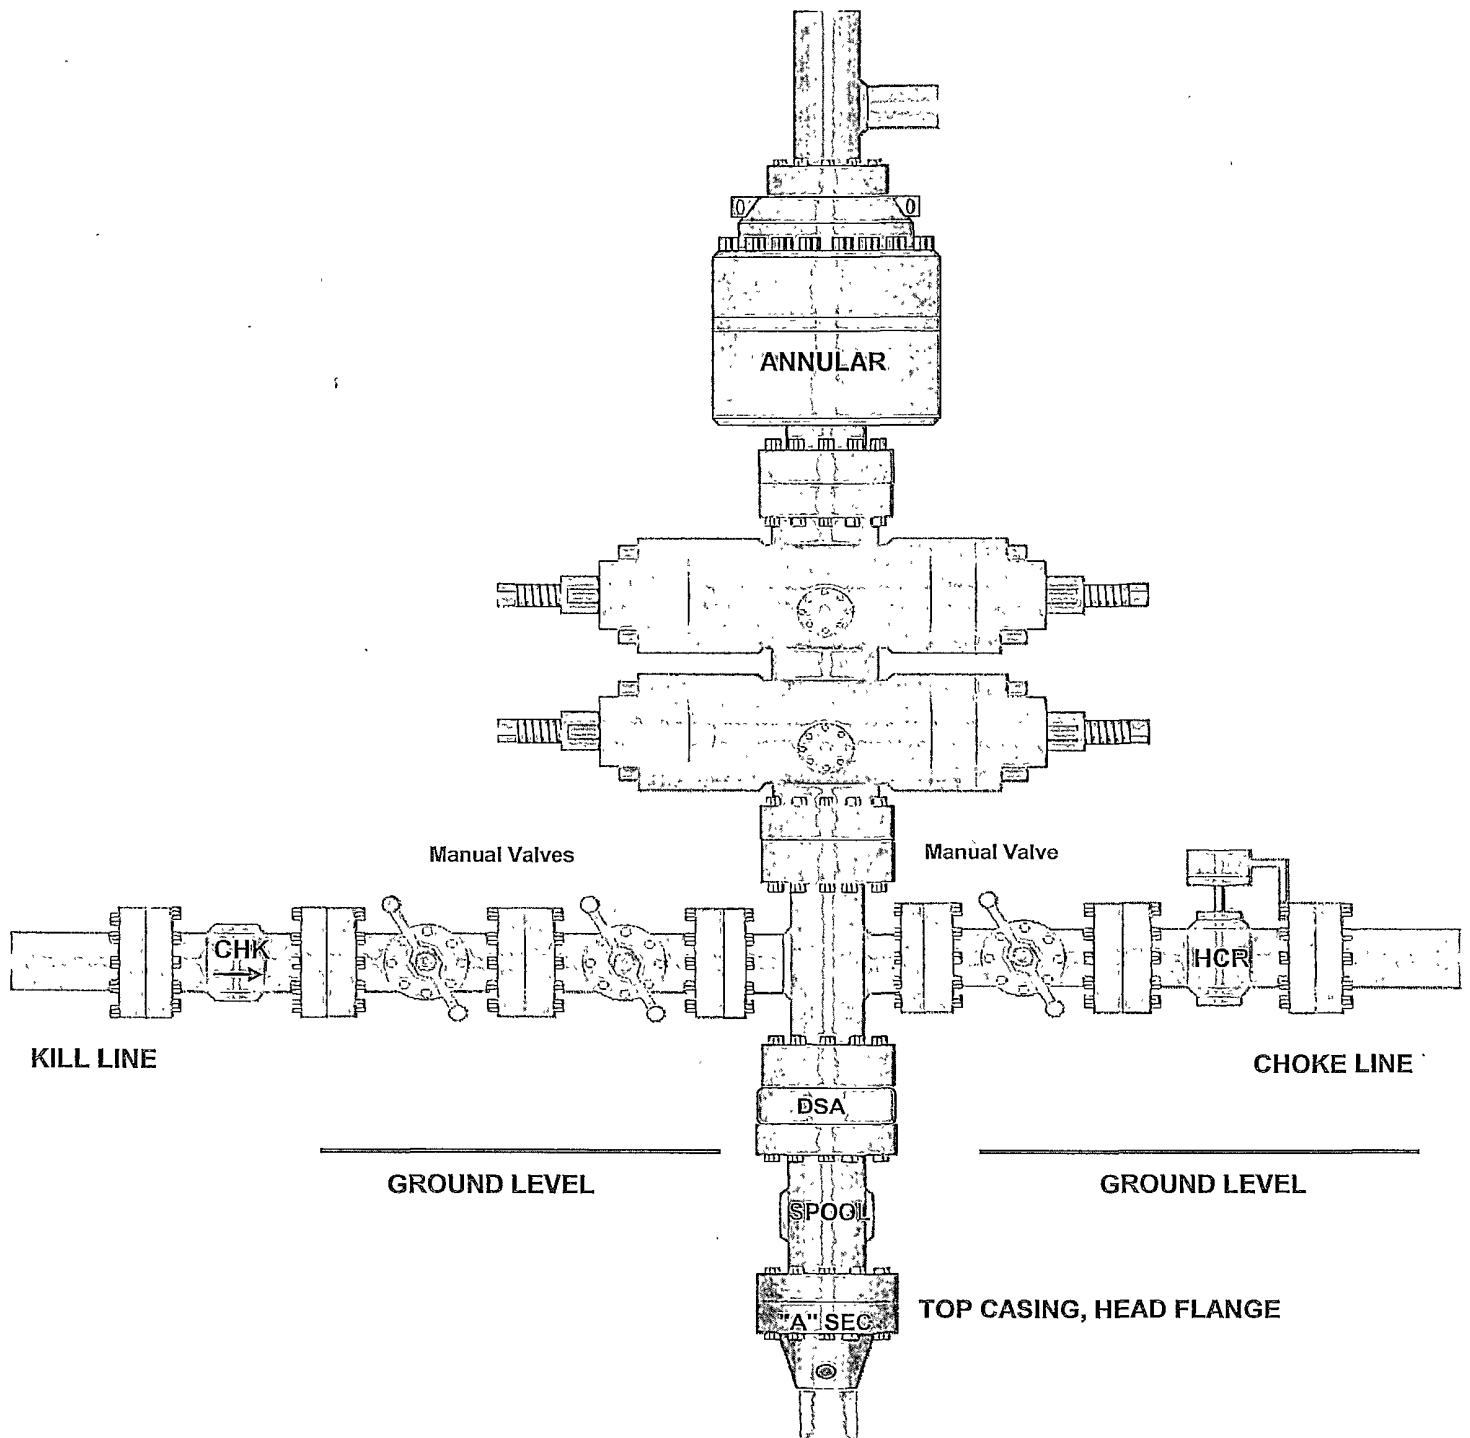 ANNULAR
Manual Valves
Manual Valve
CHK
HCR
KILL LINE
CHOKE LINE
DSA
GROUND LEVEL
GROUND LEVEL
SPOOL
TOP CASING, HEAD FLANGE
"A" SEC